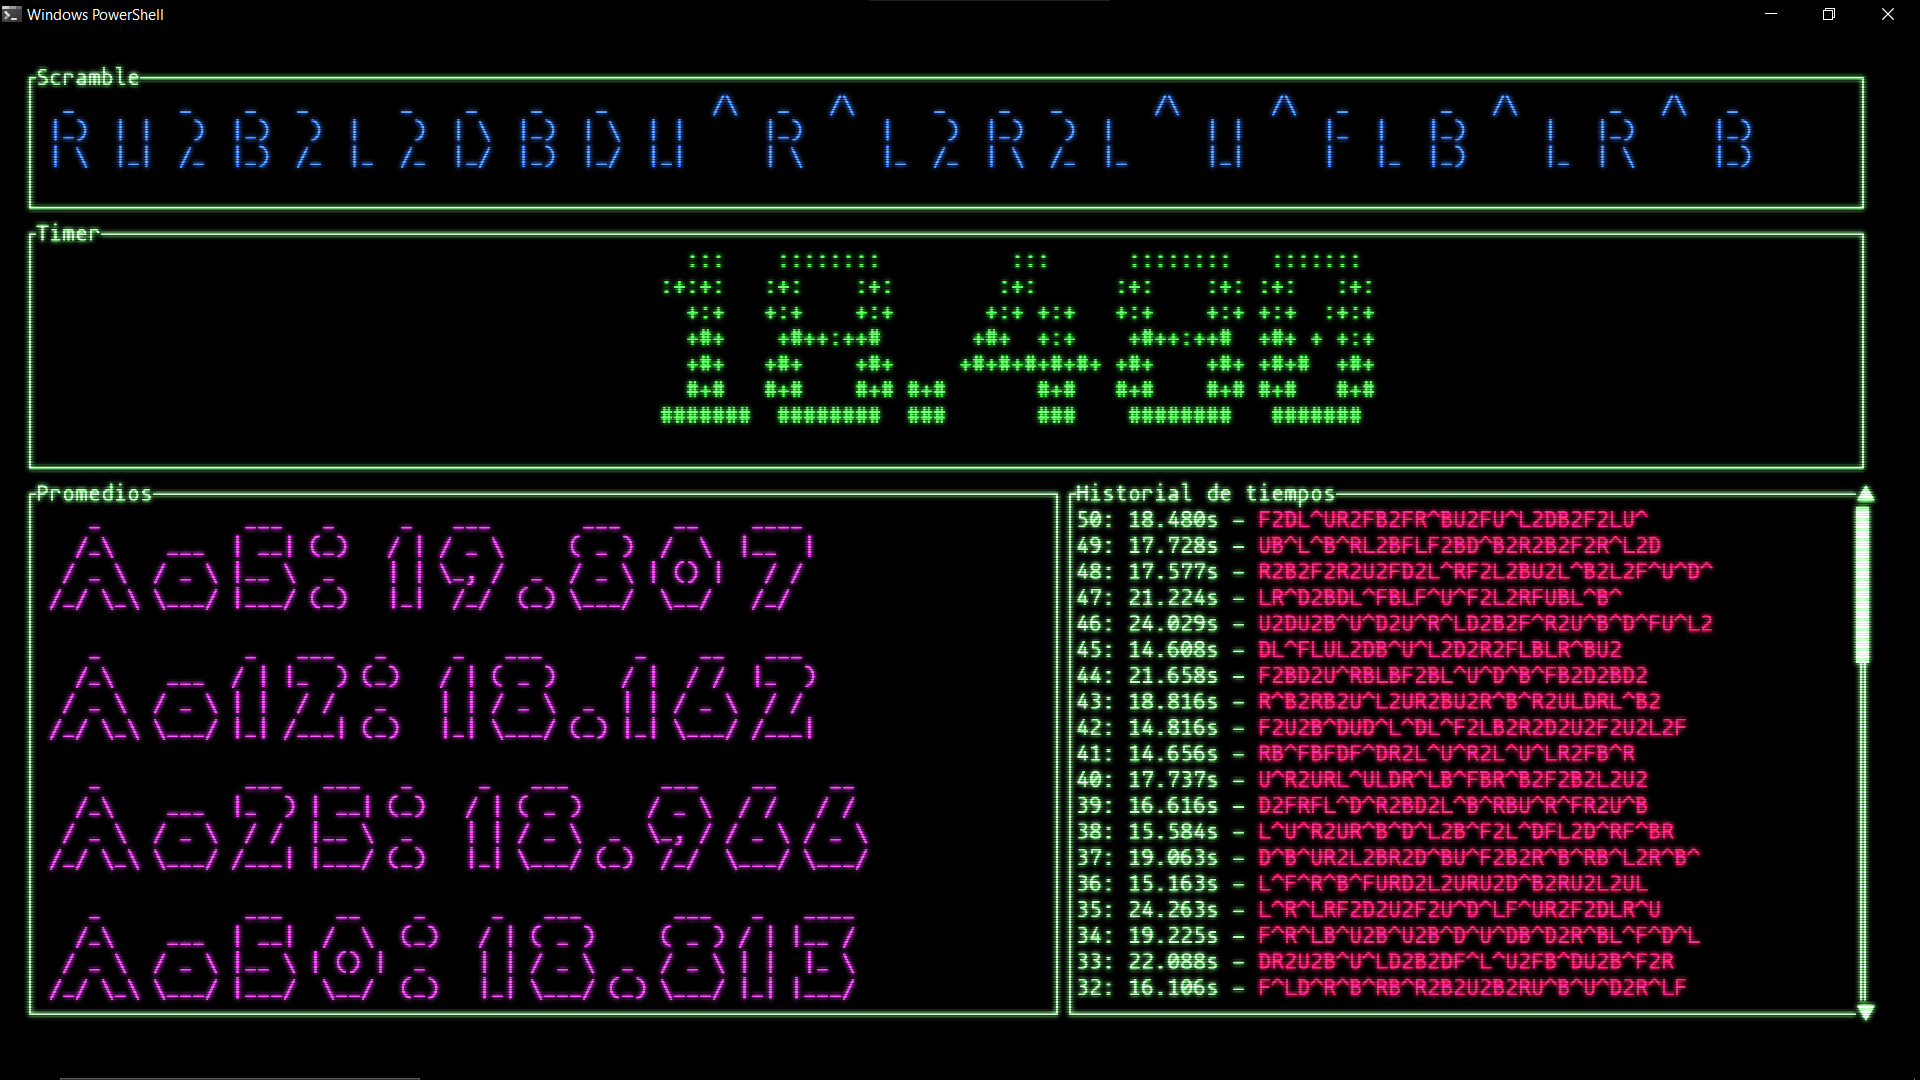 Windows PowerShell
Scramble
RU2B2L2DBDU^R^L2R2L^U^FLB^LR^B
Timer
18.480
Promedios
Ao5: 19.807
Ao12: 18.162
Ao25: 18.966
Ao50: 18.813
Historial de tiempos
50: 18.480s - F2DL^UR2FB2FR^BU2FU^L2DB2F2LU^
49: 17.728s - UB^L^B^RL2BFLF2BD^B2R2B2F2R^L2D
48: 17.577s - R2B2F2R2U2FD2L^RF2L2BU2L^B2L2F^U^D^
47: 21.224s - LR^D2BDL^FBLF^U^F2L2RFUBL^B^
46: 24.029s - U2DU2B^U^D2U^R^LD2B2F^R2U^B^D^FU^L2
45: 14.608s - DL^FLUL2DB^U^L2D2R2FLBLR^BU2
44: 21.658s - F2BD2U^RBLBF2BL^U^D^B^FB2D2BD2
43: 18.816s - R^B2RB2U^L2UR2BU2R^B^R2ULDRL^B2
42: 14.816s - F2U2B^DUD^L^DL^F2LB2R2D2U2F2U2L2F
41: 14.656s - RB^FBFDF^DR2L^U^R2L^U^LR2FB^R
40: 17.737s - U^R2URL^ULDR^LB^FBR^B2F2B2L2U2
39: 16.616s - D2FRFL^D^R2BD2L^B^RBU^R^FR2U^B
38: 15.584s - L^U^R2UR^B^D^L2B^F2L^DFL2D^RF^BR
37: 19.063s - D^B^UR2L2BR2D^BU^F2B2R^B^RB^L2R^B^
36: 15.163s - L^F^R^B^FURD2L2URU2D^B2RU2L2UL
35: 24.263s - L^R^LRF2D2U2F2U^D^LF^UR2F2DLR^U
34: 19.225s - F^R^LB^U2B^U2B^D^U^DB^D2R^BL^F^D^L
33: 22.088s - DR2U2B^U^LD2B2DF^L^U2FB^DU2B^F2R
32: 16.106s - F^LD^R^B^RB^R2B2U2B2RU^B^U^D2R^LF